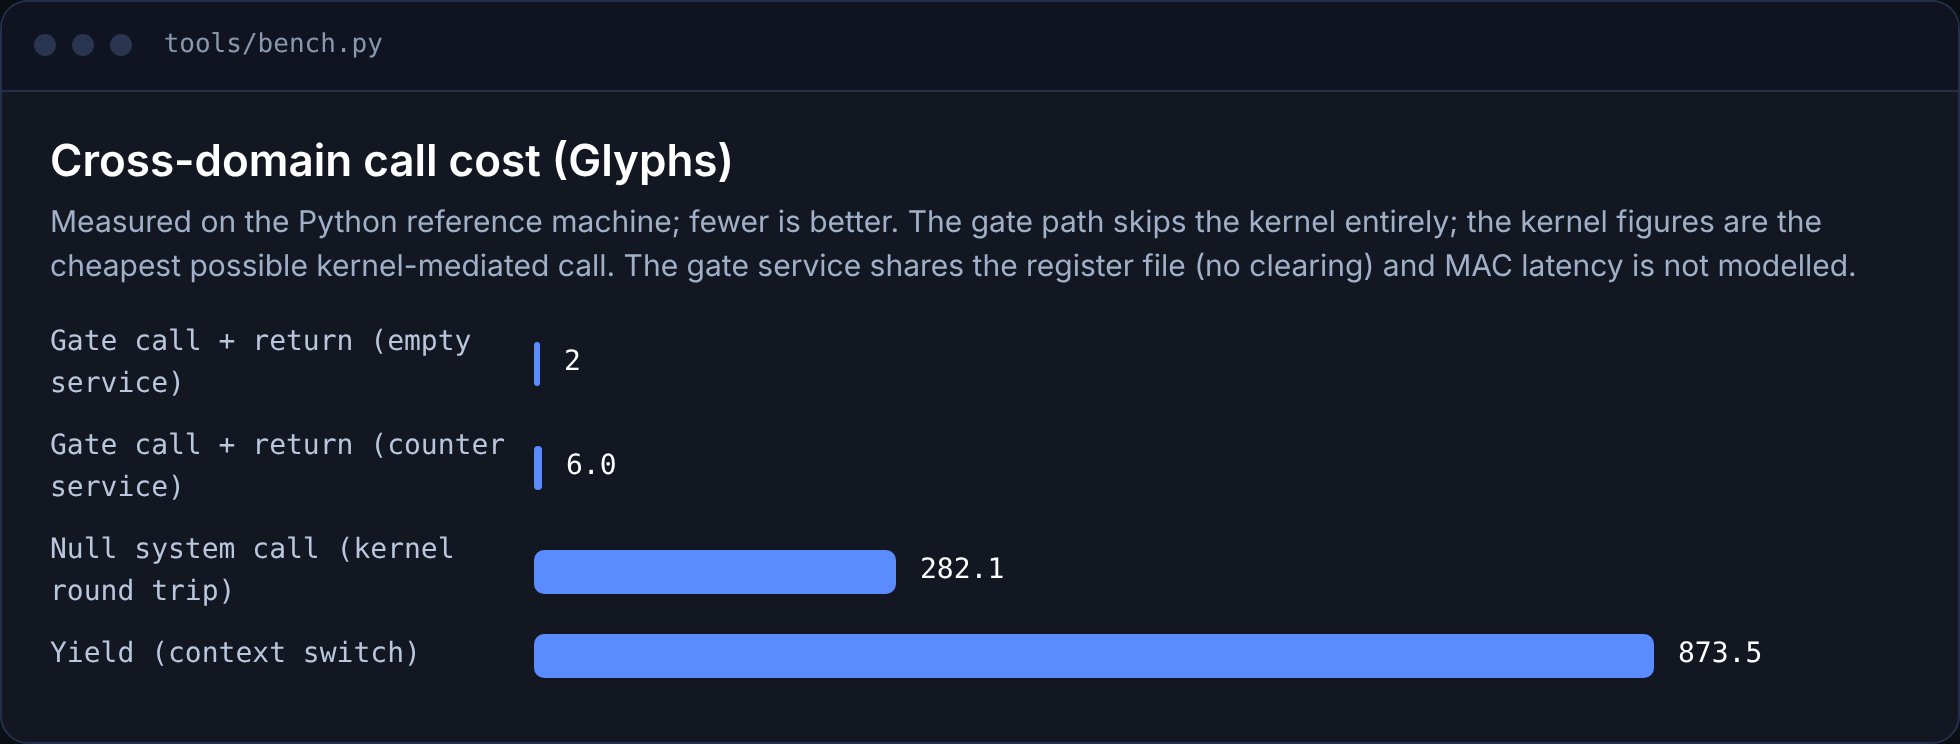 tools/bench.py
Cross-domain call cost (Glyphs)
Measured on the Python reference machine; fewer is better. The gate path skips the kernel entirely; the kernel figures are the
cheapest possible kernel-mediated call. The gate service shares the register file (no clearing) and MAC latency is not modelled.
Gate call + return (empty
service)
2
Gate call + return (counter
service)
6.0
Null system call (kernel
round trip)
282.1
Yield (context switch)
873.5